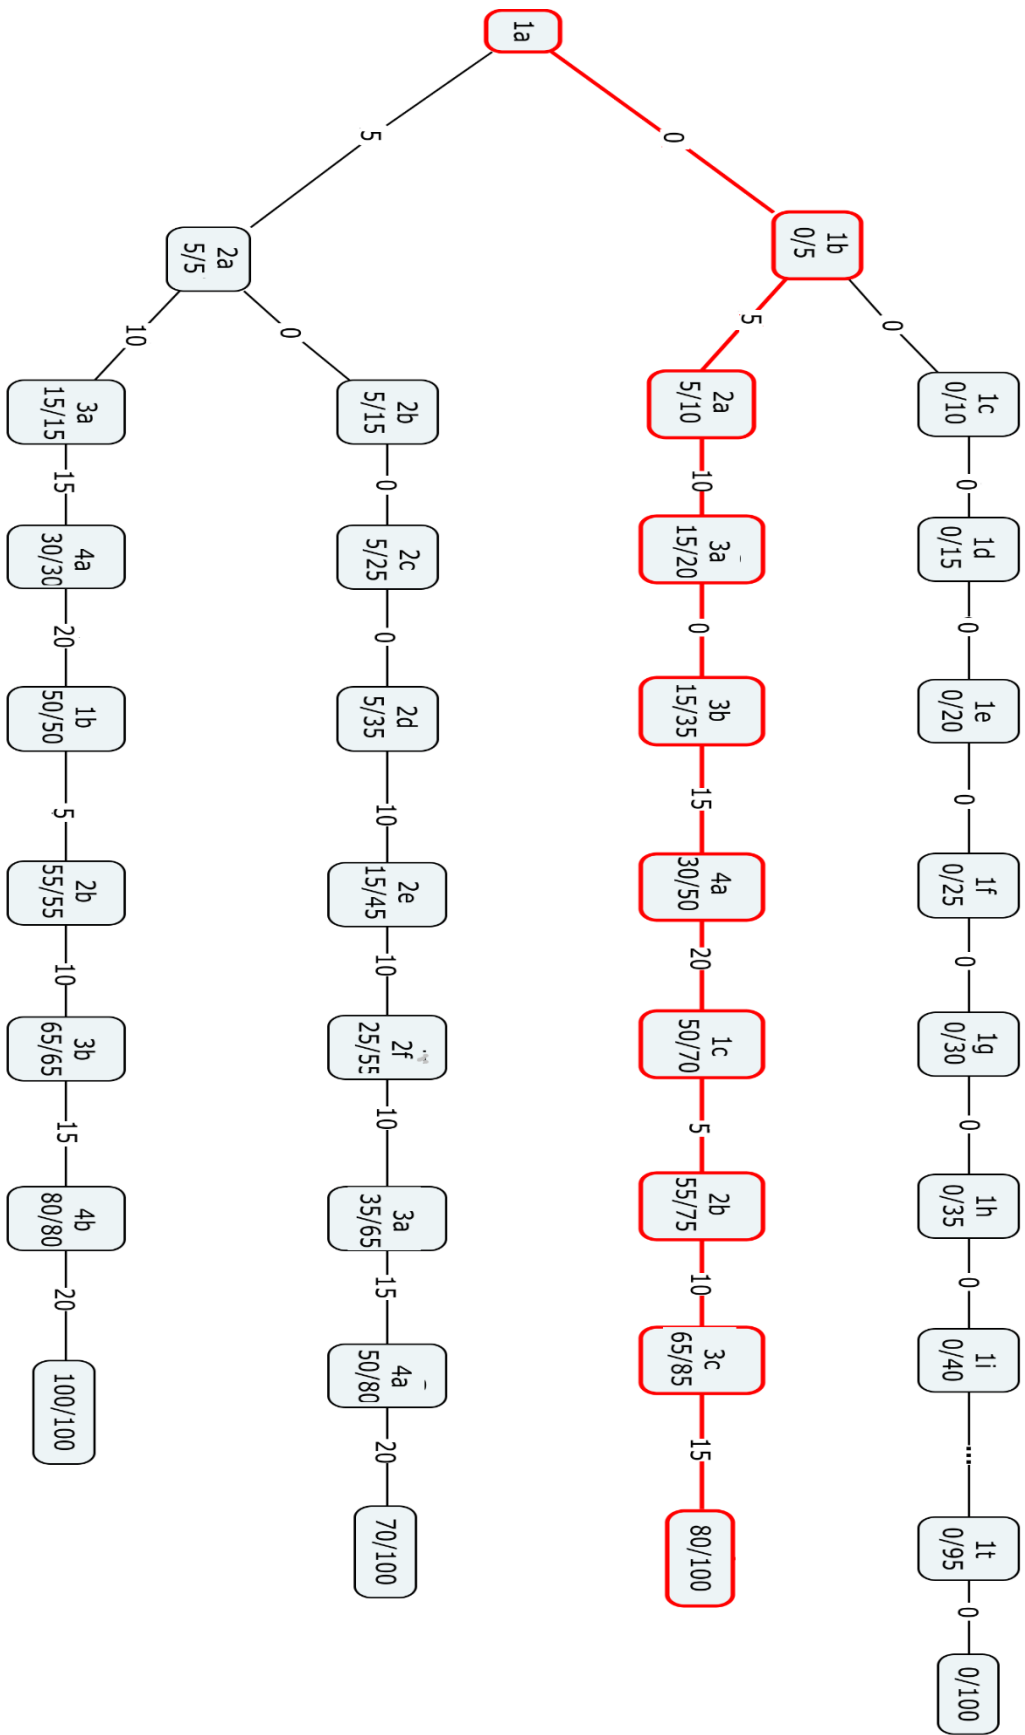 1a
0
5
1b
0/5
0
5
1c
0/10
0
1d
0/15
0
1e
0/20
0
1f
0/25
0
1g
0/30
0
1h
0/35
0
1i
0/40
...
1t
0/95
0
0/100
2a
5/10
10
3a
15/20
0
3b
15/35
15
4a
30/50
20
1c
50/70
5
2b
55/75
10
3c
65/85
15
80/100
2a
5/5
0
10
2b
5/15
0
2c
5/25
0
2d
5/35
10
2e
15/45
10
2f
25/55
10
3a
35/65
15
4a
50/80
20
70/100
3a
15/15
15
4a
30/30
20
1b
50/50
5
2b
55/55
10
3b
65/65
15
4b
80/80
20
100/100